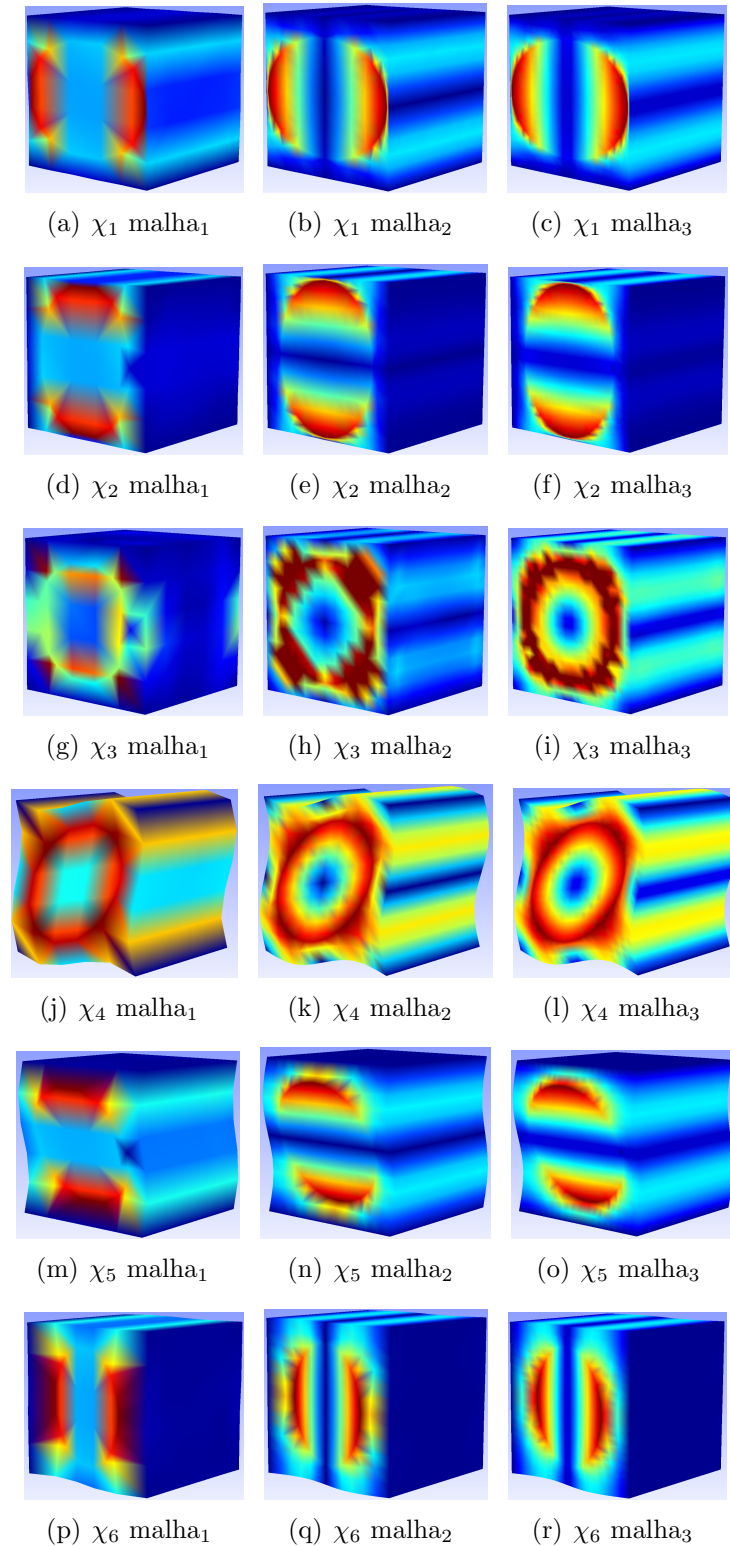 (a) χ₁ malha₁ (b) χ₁ malha₂ (c) χ₁ malha₃
(d) χ₂ malha₁ (e) χ₂ malha₂ (f) χ₂ malha₃
(g) χ₃ malha₁ (h) χ₃ malha₂ (i) χ₃ malha₃
(j) χ₄ malha₁ (k) χ₄ malha₂ (l) χ₄ malha₃
(m) χ₅ malha₁ (n) χ₅ malha₂ (o) χ₅ malha₃
(p) χ₆ malha₁ (q) χ₆ malha₂ (r) χ₆ malha₃